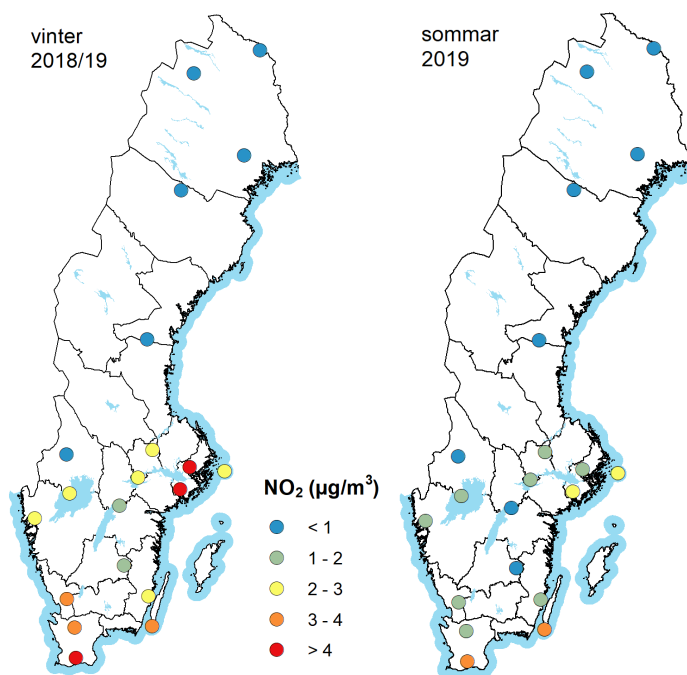 vinter
2018/19
sommar
2019
NO₂ (µg/m³)
< 1
1 - 2
2 - 3
3 - 4
> 4